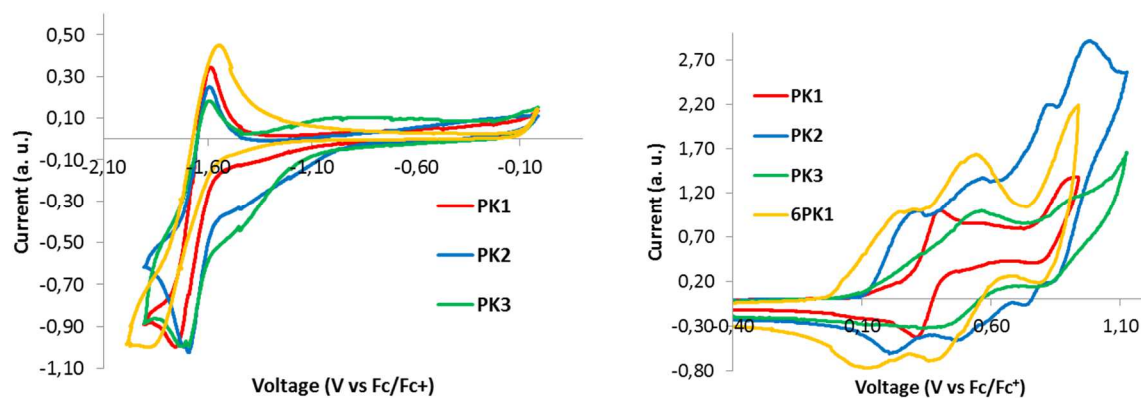 0,50
0,30
0,10
-0,10
-0,30
-0,50
-0,70
-0,90
-1,10
-2,10
-1,60
-1,10
-0,10
Current (a. u.)
PK1
PK2
PK3
Voltage (V vs Fc/Fc+)
2,70
2,20
1,70
1,20
0,70
0,20
-0,30
-0,80
-0,40
0,10
0,60
1,10
Current (a. u.)
PK1
PK2
PK3
6PK1
Voltage (V vs Fc/Fc⁺)